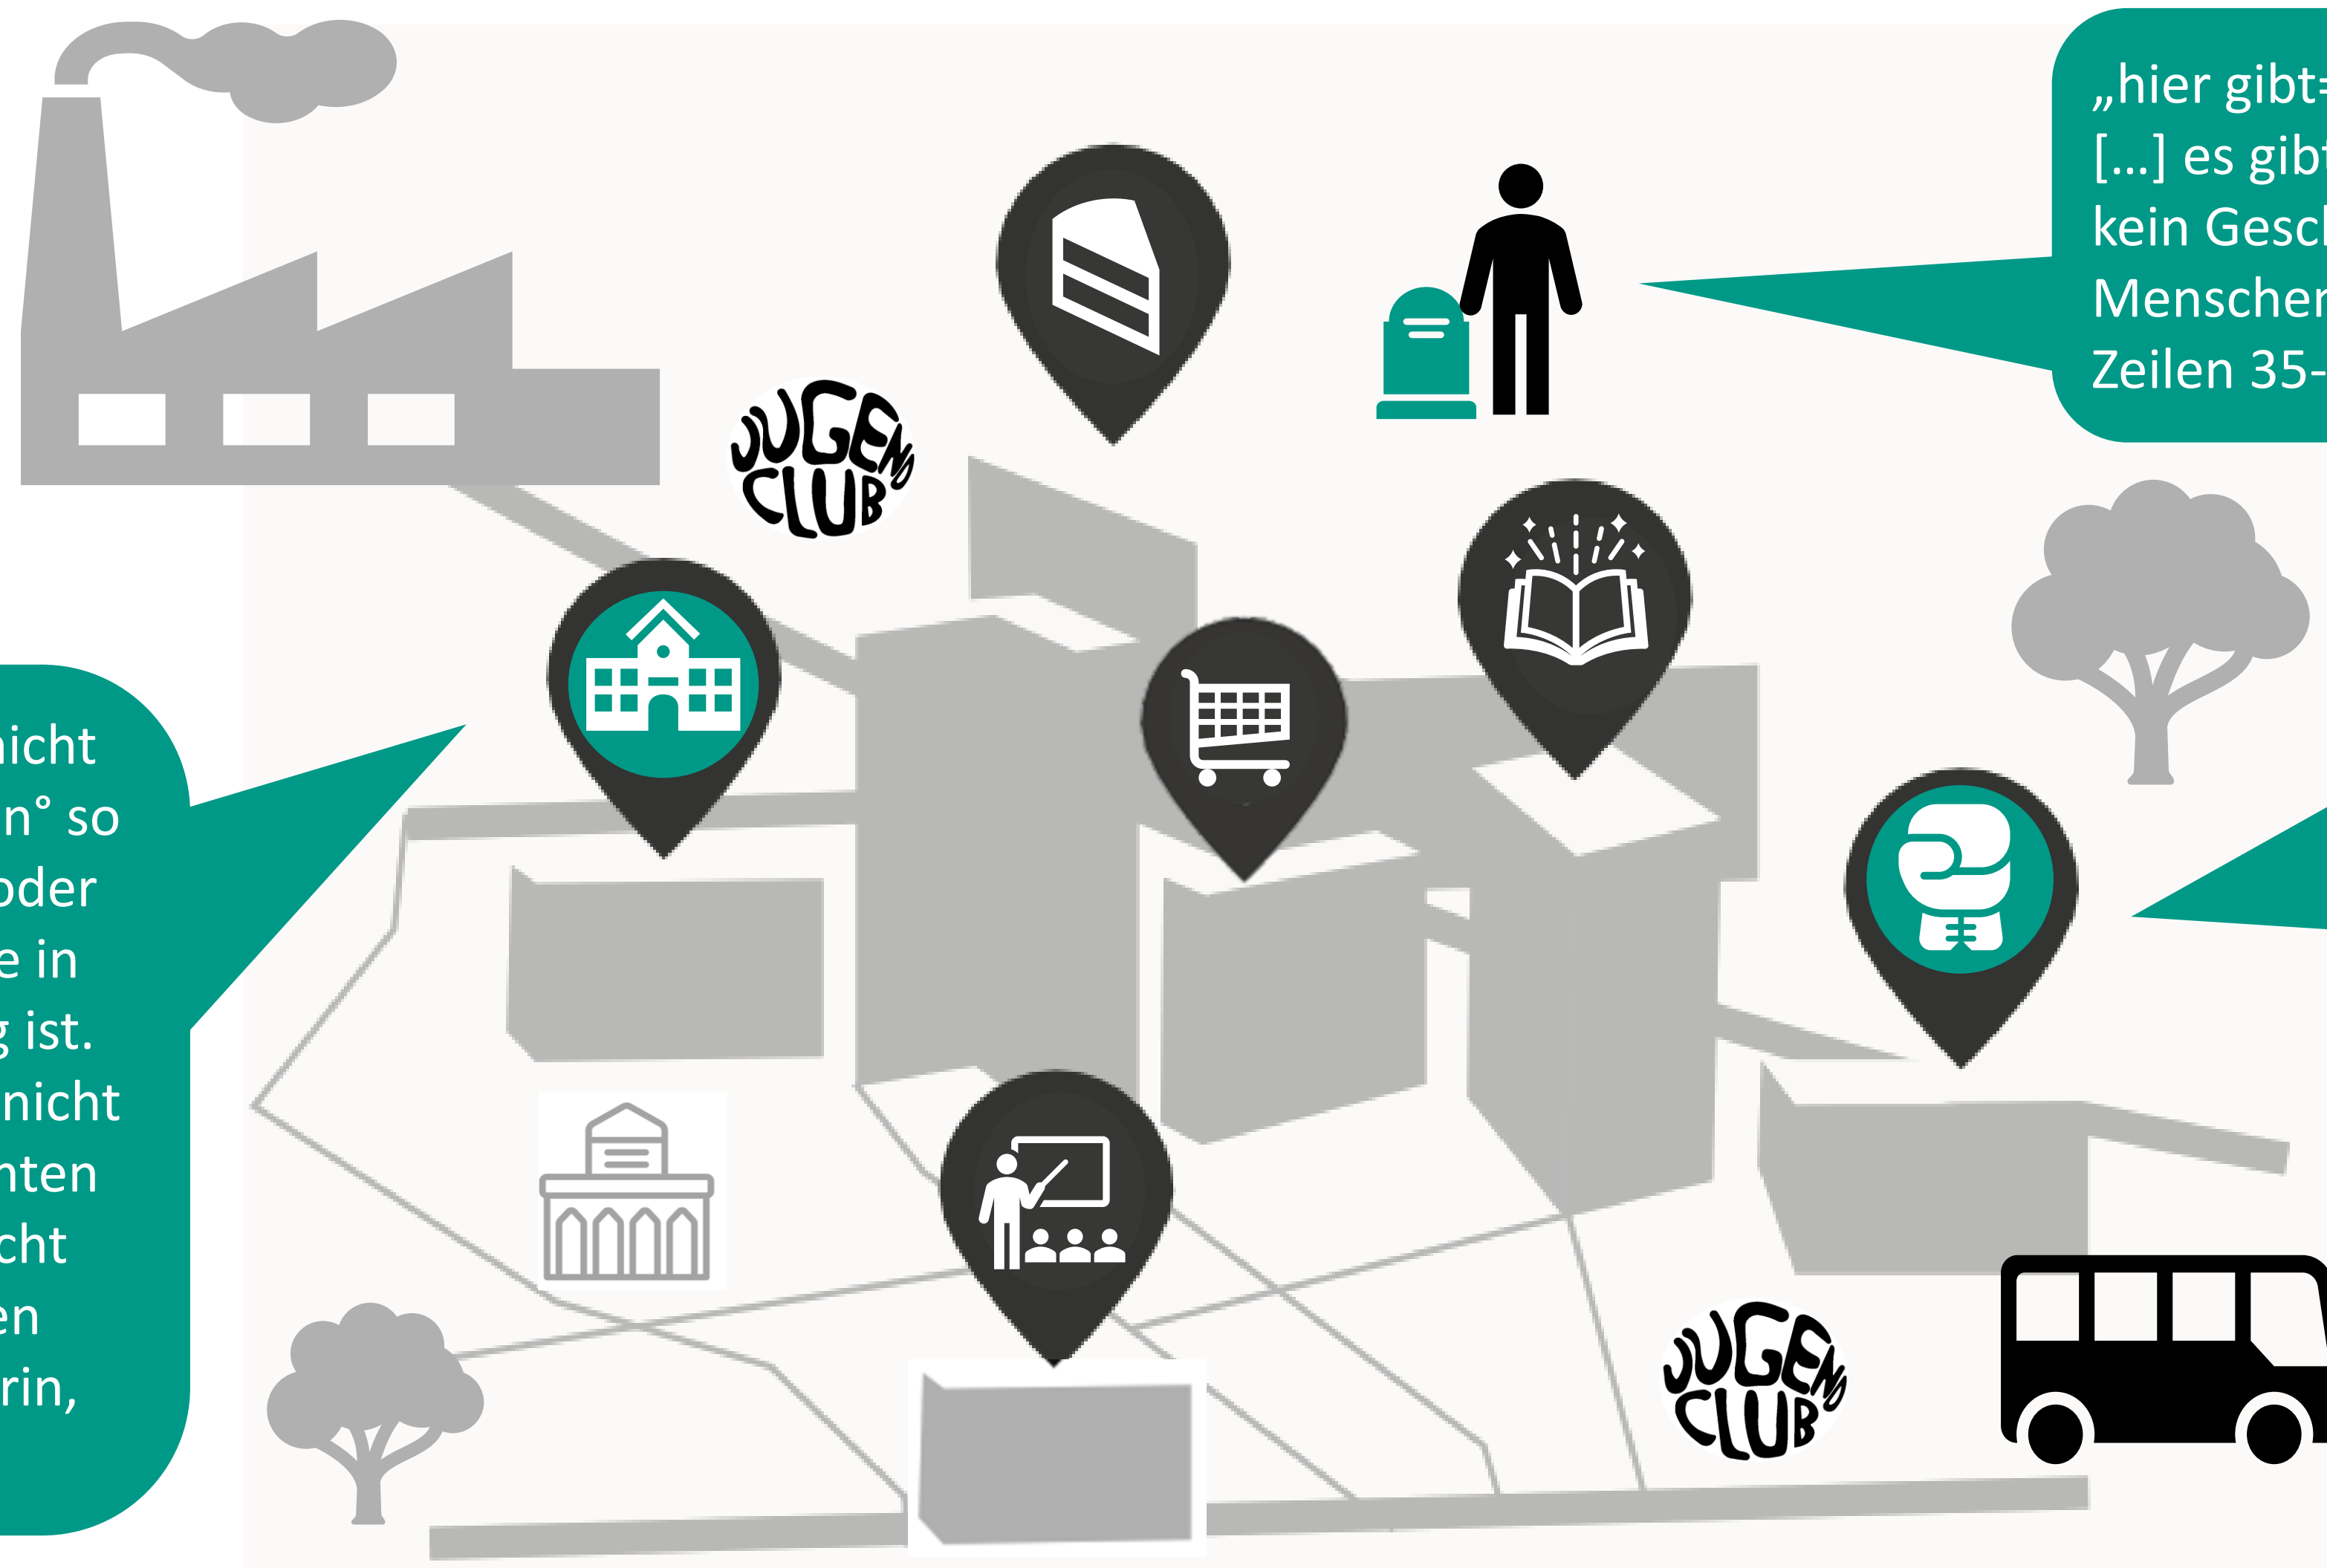 „hier gibt=
[…] es gibt
kein Gesch
Menschen
Zeilen 35-
JUGEND
CLUB
nicht
n° so
oder
e in
g ist.
nicht
nten
cht
en
rin,
JUGEND
CLUB